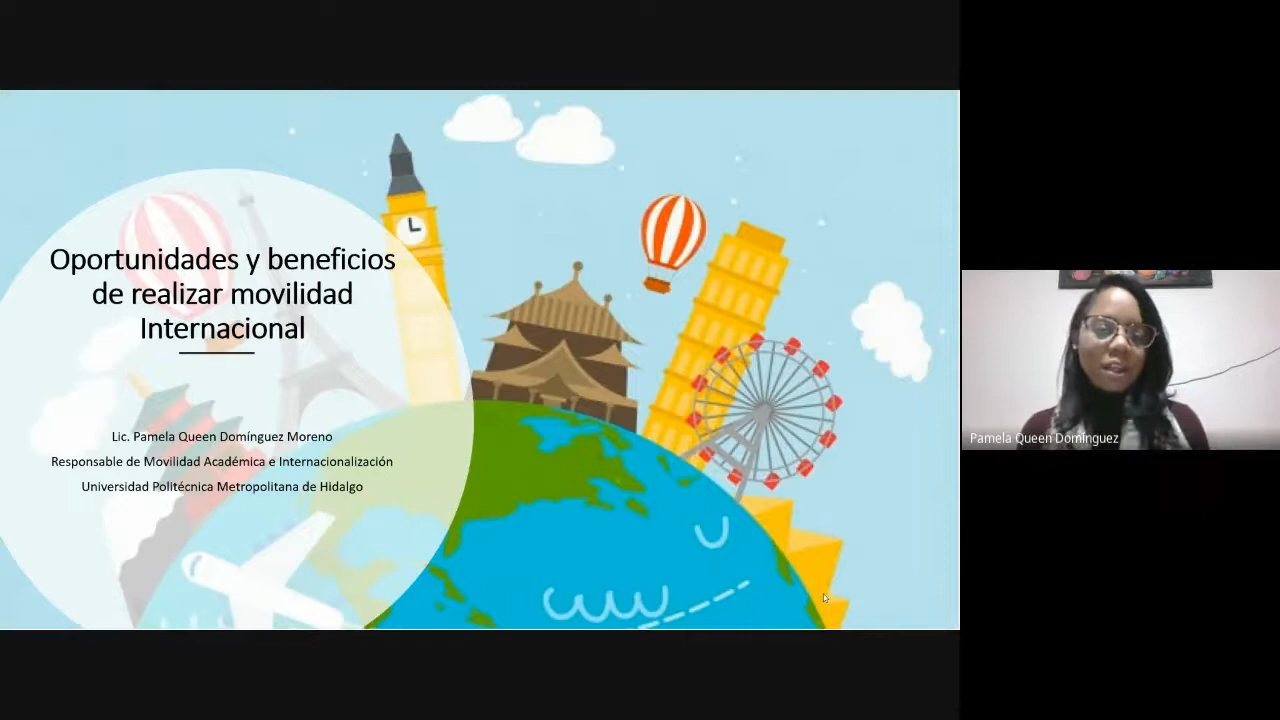 Oportunidades y beneficios
de realizar movilidad
Internacional
Lic. Pamela Queen Domínguez Moreno
Responsable de Movilidad Académica e Internacionalización
Universidad Politécnica Metropolitana de Hidalgo
Pamela Queen Domínguez